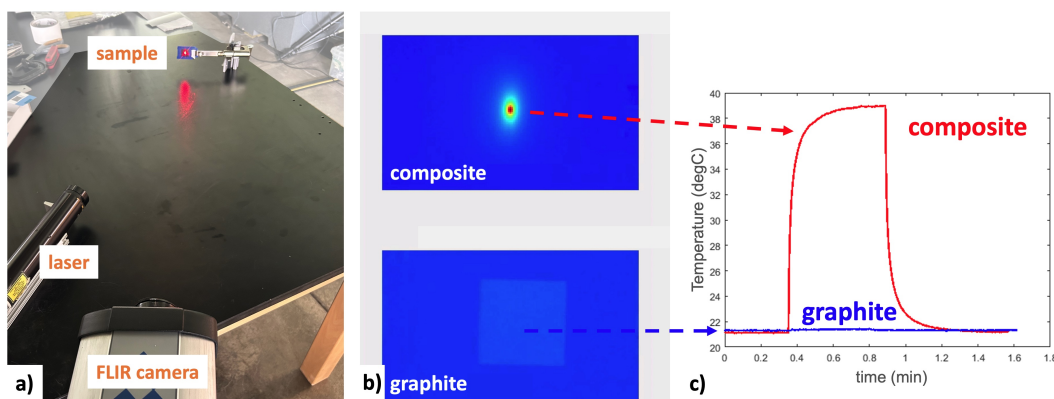 sample
laser
FLIR camera
a)
composite
graphite
b)
40
38
36
34
32
30
28
26
24
22
20
Temperature (degC)
composite
graphite
0 0.2 0.4 0.6 0.8 1 1.2 1.4 1.6 1.8
time (min)
c)